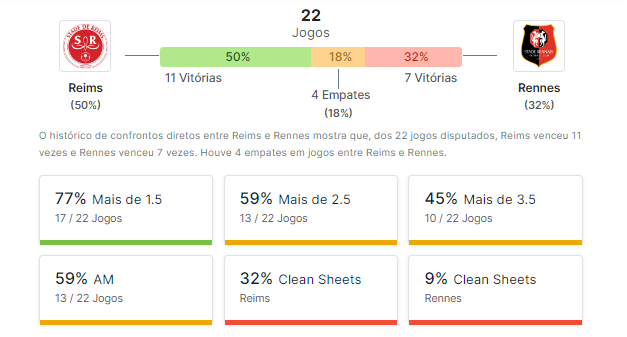 22
Jogos
STADE DE REIMS
SR
50%
18%
32%
11 Vitórias
7 Vitórias
Reims
(50%)
4 Empates
(18%)
Rennes
(32%)
O histórico de confrontos diretos entre Reims e Rennes mostra que, dos 22 jogos disputados, Reims venceu 11
vezes e Rennes venceu 7 vezes. Houve 4 empates em jogos entre Reims e Rennes.
77% Mais de 1.5
17 / 22 Jogos
59% Mais de 2.5
13 / 22 Jogos
45% Mais de 3.5
10 / 22 Jogos
59% AM
13 / 22 Jogos
32% Clean Sheets
Reims
9% Clean Sheets
Rennes